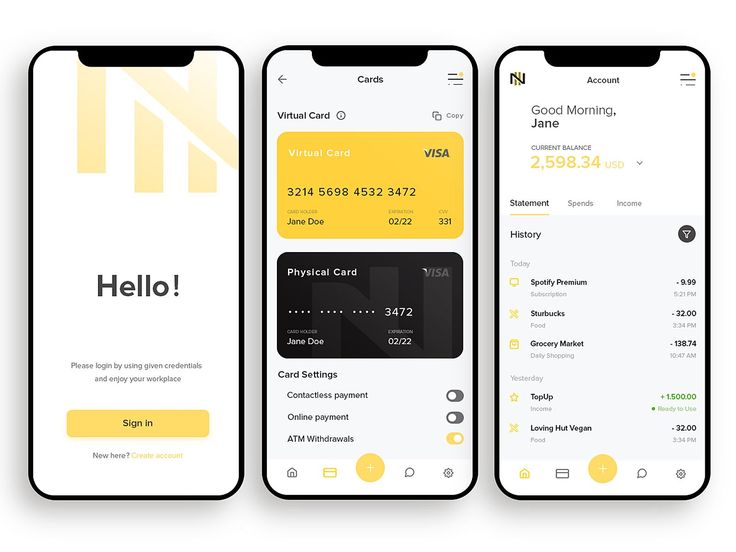 Hello!
Please login by using given credentials
and enjoy your workplace
Sign in
New here? Create account
Cards
Virtual Card
Copy
Virtual Card VISA
3214 5698 4532 3472
CARD HOLDER EXPIRATION CVV
Jane Doe 02/22 331
Physical Card VISA
•••• •••• •••• 3472
CARD HOLDER EXPIRATION
Jane Doe 02/22
Card Settings
Contactless payment
Online payment
ATM Withdrawals
Account
Good Morning,
Jane
CURRENT BALANCE
2,598.34 USD
Statement Spends Income
History
Today
Spotify Premium - 9.99
Subscription 5:21 PM
Sturbucks - 32.00
Food 3:34 PM
Grocery Market - 138.74
Daily Shopping 10:47 AM
Yesterday
TopUp + 1.500.00
Income Ready to Use
Loving Hut Vegan - 32.00
Food 3:34 PM